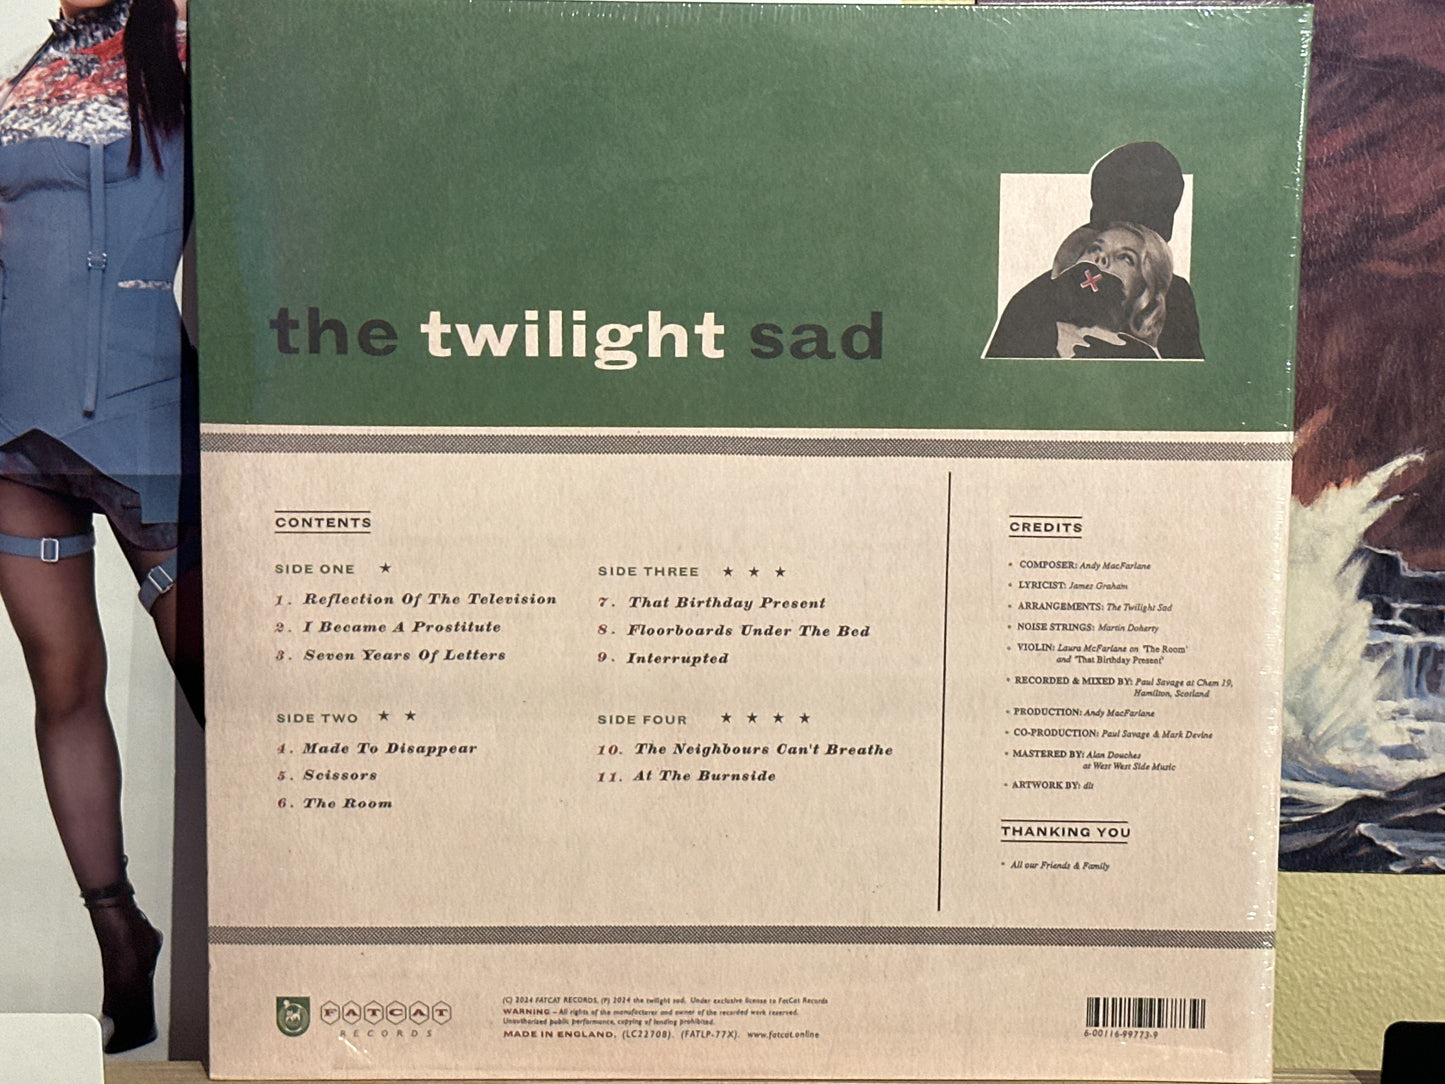 the twilight sad
CONTENTS
SIDE ONE ★
1. Reflection Of The Television
2. I Became A Prostitute
3. Seven Years Of Letters
SIDE TWO ★ ★
4. Made To Disappear
5. Scissors
6. The Room
SIDE THREE ★ ★ ★
7. That Birthday Present
8. Floorboards Under The Bed
9. Interrupted
SIDE FOUR ★ ★ ★ ★
10. The Neighbours Can't Breathe
11. At The Burnside
CREDITS
• COMPOSER: Andy MacFarlane
• LYRICIST: James Graham
• ARRANGEMENTS: The Twilight Sad
• NOISE STRINGS: Martin Doherty
• VIOLIN: Laura McFarlane on 'The Room'
and 'That Birthday Present'
• RECORDED & MIXED BY: Paul Savage at Chem 19,
Hamilton, Scotland
• PRODUCTION: Andy MacFarlane
• CO-PRODUCTION: Paul Savage & Mark Devine
• MASTERED BY: Alan Douches
at West West Side Music
• ARTWORK BY: dlt
THANKING YOU
• All our Friends & Family
FATCAT
RECORDS
(C) 2024 FATCAT RECORDS, (P) 2024 the twilight sad. Under exclusive license to FatCat Records
WARNING – All rights of the manufacturer and owner of the recorded work reserved.
Unauthorised public performance, copying of lending prohibited.
MADE IN ENGLAND. (LC22708). (FATLP-77X). www.fatcat.online
6-00116-99773-9